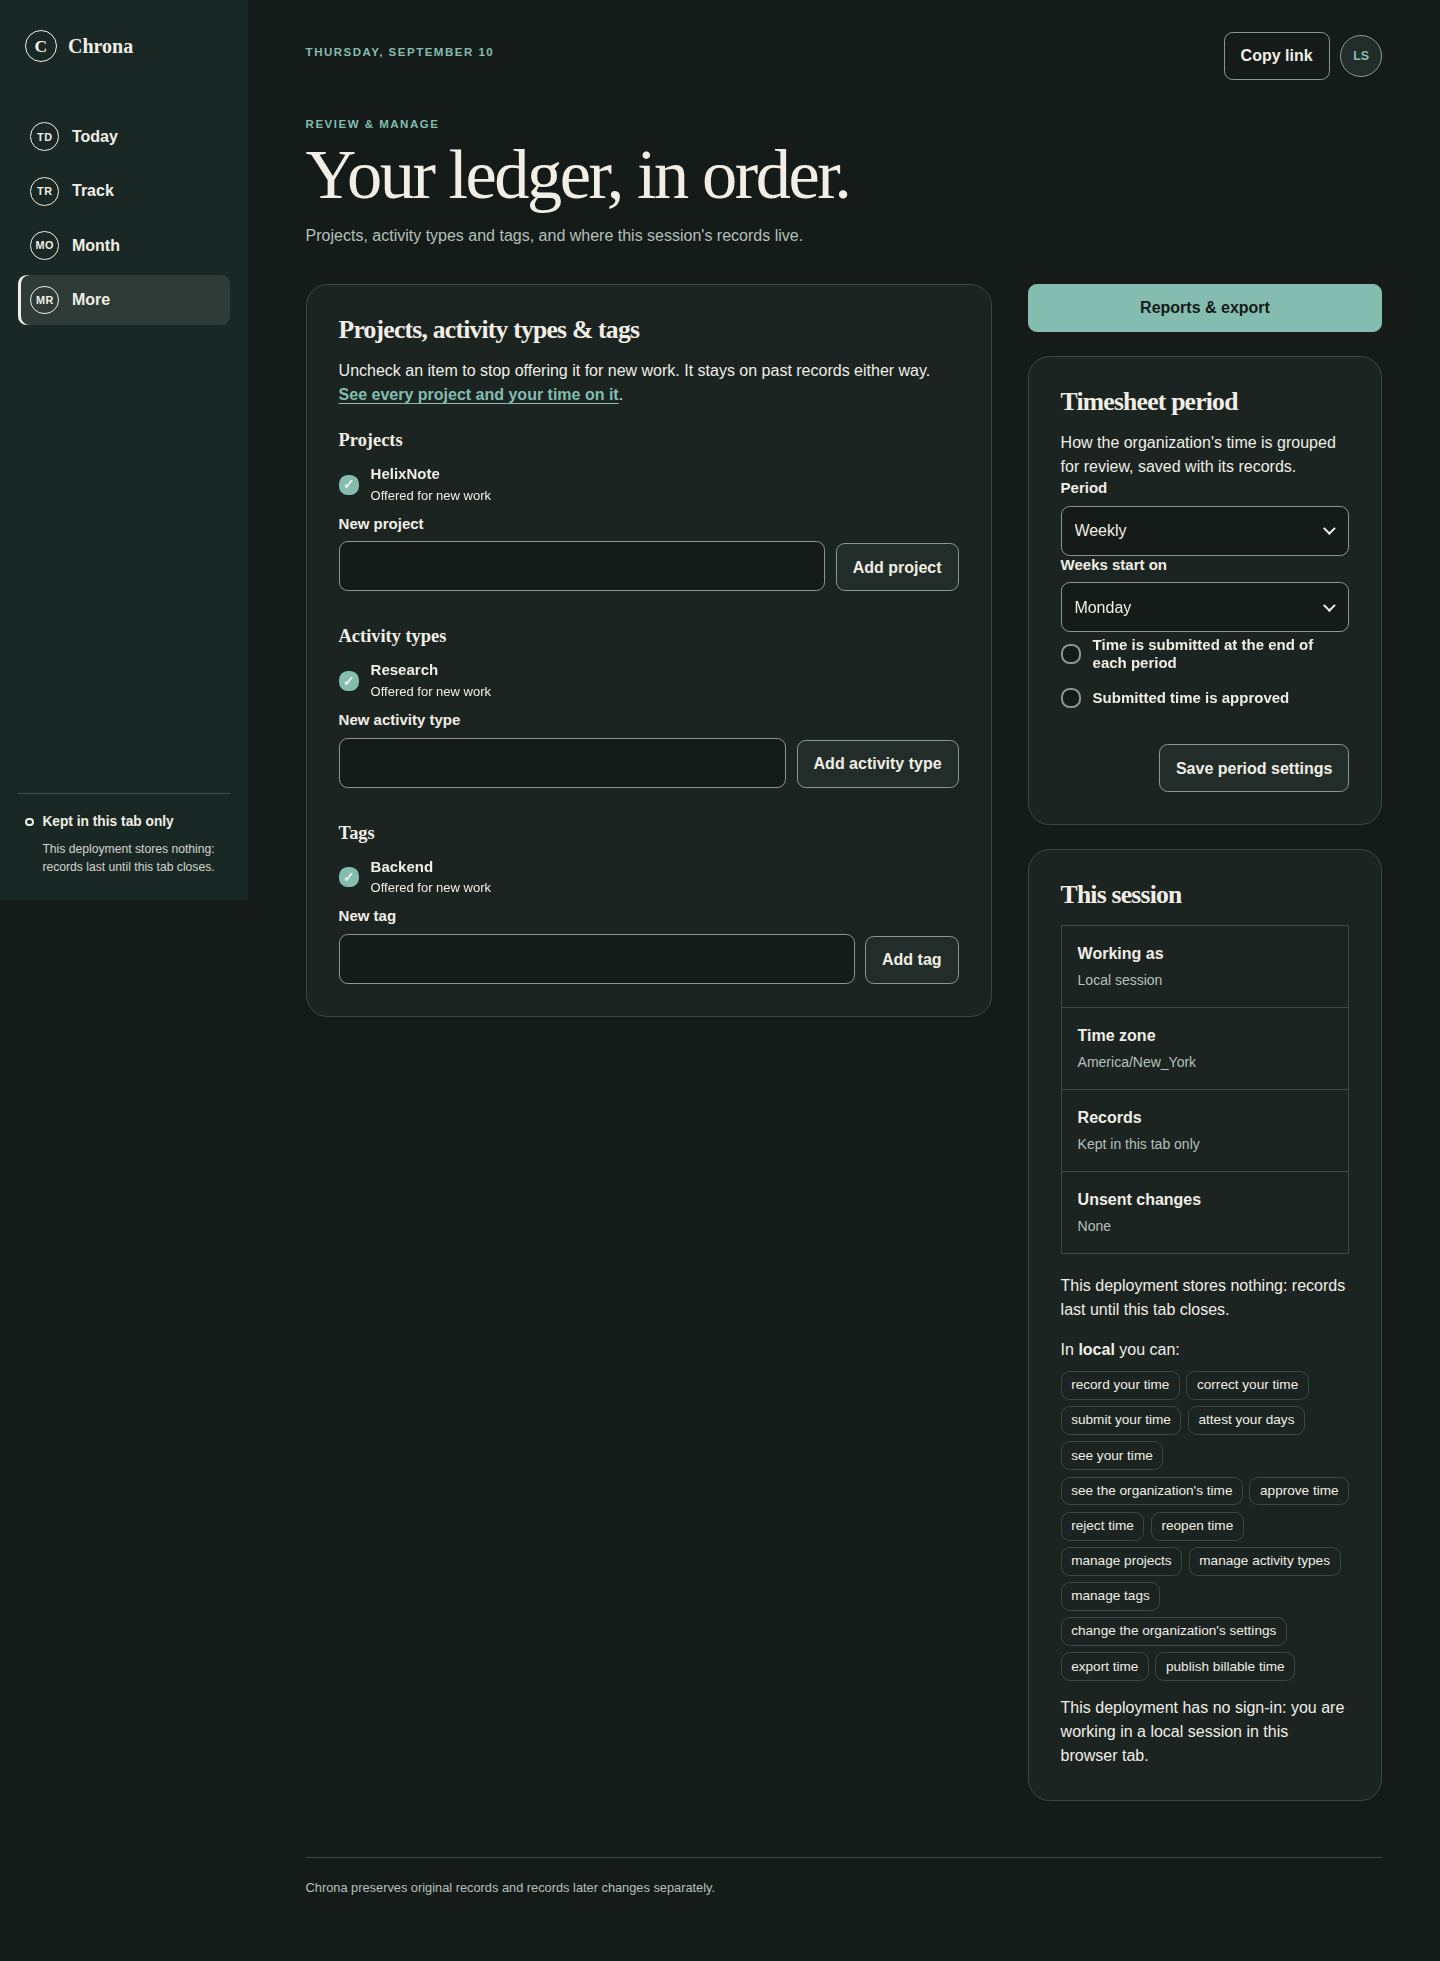 C Chrona
TD Today
TR Track
MO Month
MR More
Kept in this tab only
This deployment stores nothing:
records last until this tab closes.
THURSDAY, SEPTEMBER 10
Copy link
LS
REVIEW & MANAGE
Your ledger, in order.
Projects, activity types and tags, and where this session's records live.
Projects, activity types & tags
Uncheck an item to stop offering it for new work. It stays on past records either way.
See every project and your time on it.
Projects
HelixNote
Offered for new work
New project
Add project
Activity types
Research
Offered for new work
New activity type
Add activity type
Tags
Backend
Offered for new work
New tag
Add tag
Reports & export
Timesheet period
How the organization's time is grouped
for review, saved with its records.
Period
Weekly
Weeks start on
Monday
Time is submitted at the end of
each period
Submitted time is approved
Save period settings
This session
Working as
Local session
Time zone
America/New_York
Records
Kept in this tab only
Unsent changes
None
This deployment stores nothing: records
last until this tab closes.
In local you can:
record your time correct your time
submit your time attest your days
see your time
see the organization's time approve time
reject time reopen time
manage projects manage activity types
manage tags
change the organization's settings
export time publish billable time
This deployment has no sign-in: you are
working in a local session in this
browser tab.
Chrona preserves original records and records later changes separately.